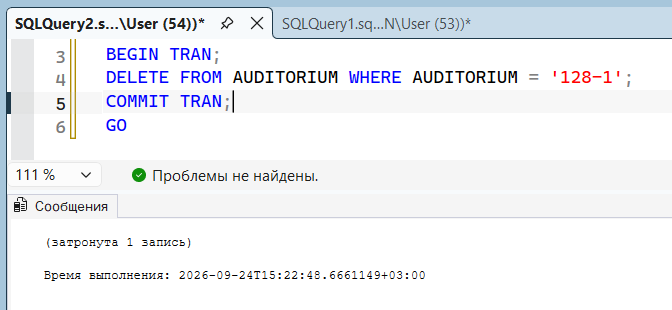 SQLQuery2.s...\User (54))* SQLQuery1.sq...N\User (53))*
3 BEGIN TRAN;
4 DELETE FROM AUDITORIUM WHERE AUDITORIUM = '128-1';
5 COMMIT TRAN;
6 GO
111 % Проблемы не найдены.
Сообщения
(затронута 1 запись)
Время выполнения: 2026-09-24T15:22:48.6661149+03:00